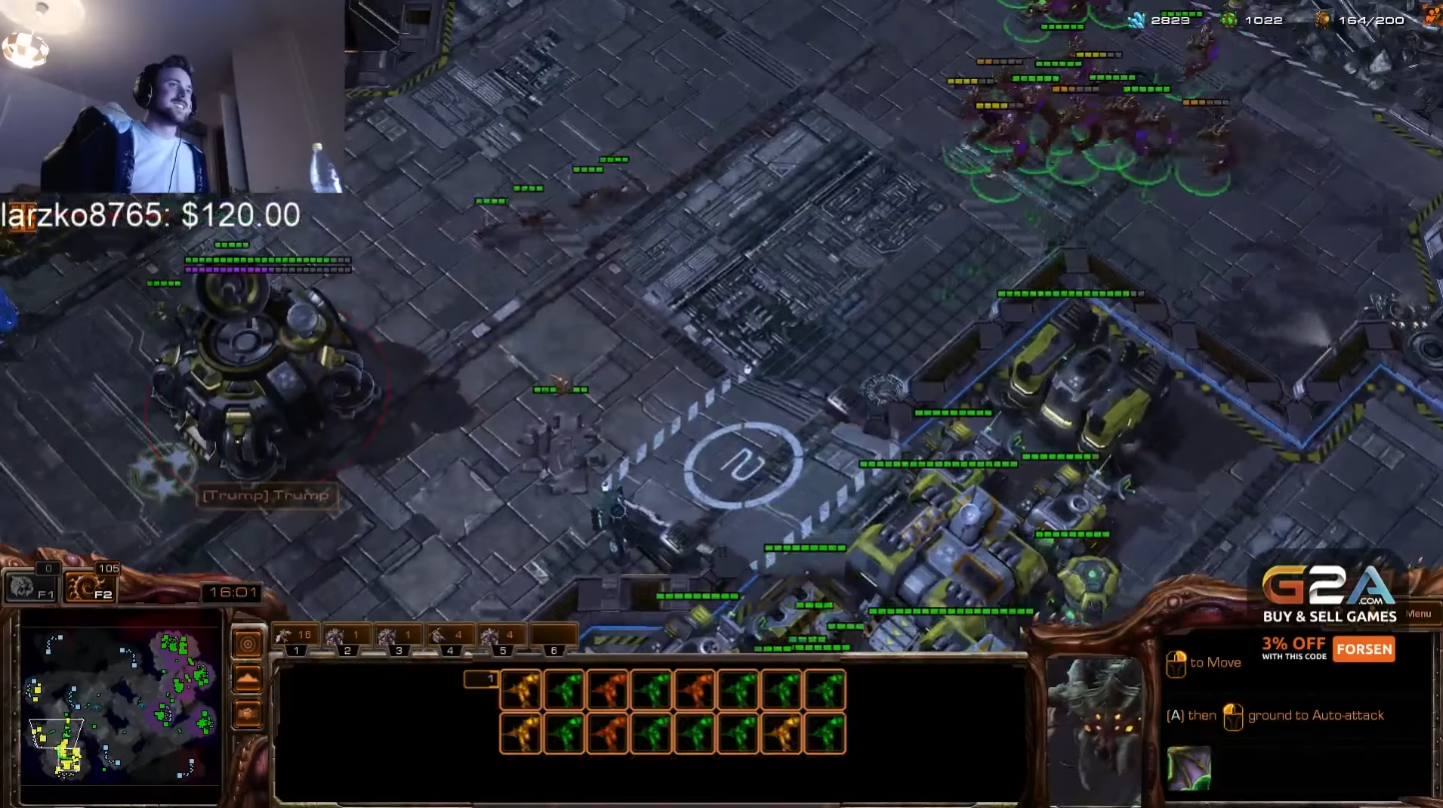 2823 1022 164/200
larzko8765: $120.00
[Trump] Trump
0
F1
105
F2
16:01
16 1 1 4 4
1 2 3 4 5 6
1
G2A
.COM
BUY & SELL GAMES
Menu
3% OFF
WITH THIS CODE
FORSEN
to Move
(A) then ground to Auto-attack